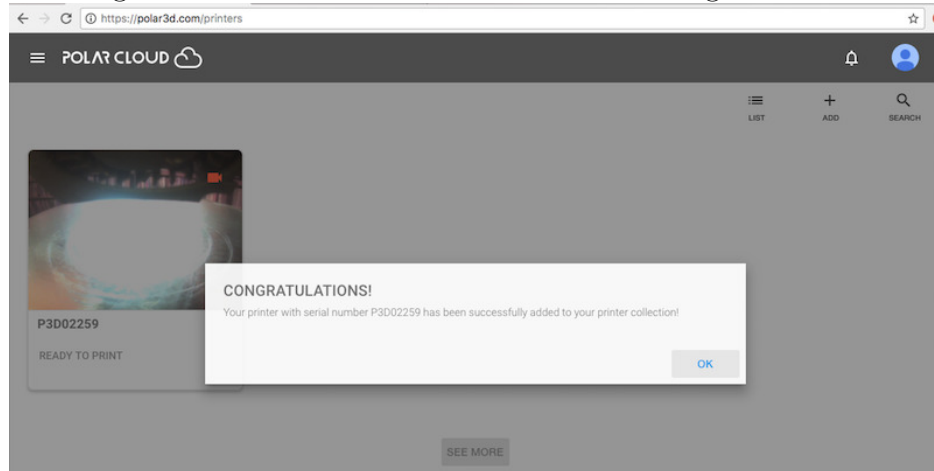 https://polar3d.com/printers
POLAR CLOUD
LIST
ADD
SEARCH
CONGRATULATIONS!
Your printer with serial number P3D02259 has been successfully added to your printer collection!
P3D02259
READY TO PRINT
OK
SEE MORE